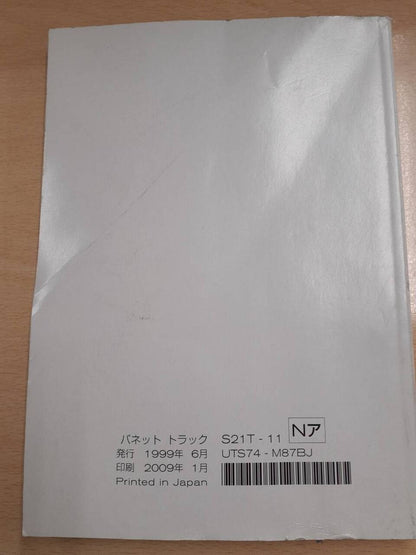 バネット トラック S21T - 11 Nア
発行 1999年 6月 UTS74 - M87BJ
印刷 2009年 1月
Printed in Japan